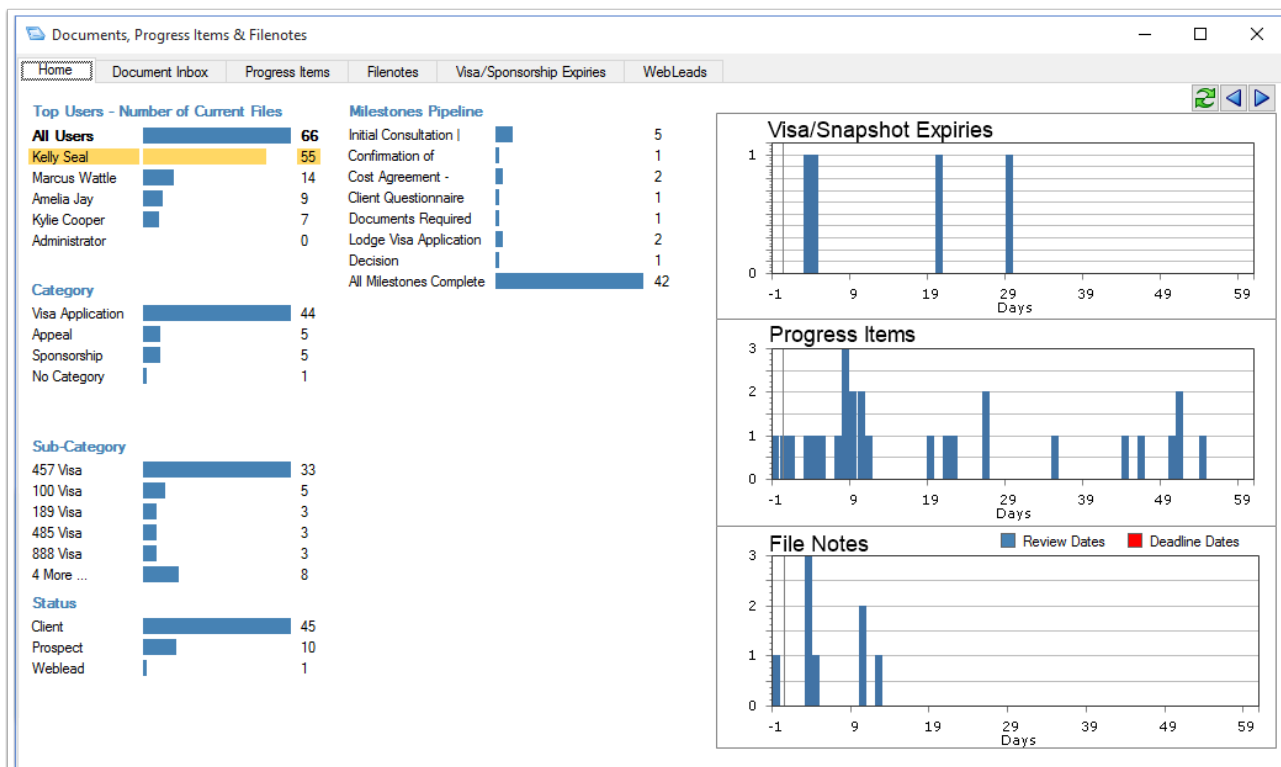 Documents, Progress Items & Filenotes
Home Document Inbox Progress Items Filenotes Visa/Sponsorship Expiries WebLeads
Top Users - Number of Current Files
All Users 66
Kelly Seal 55
Marcus Wattle 14
Amelia Jay 9
Kylie Cooper 7
Administrator 0
Category
Visa Application 44
Appeal 5
Sponsorship 5
No Category 1
Sub-Category
457 Visa 33
100 Visa 5
189 Visa 3
485 Visa 3
888 Visa 3
4 More ... 8
Status
Client 45
Prospect 10
Weblead 1
Milestones Pipeline
Initial Consultation | 5
Confirmation of 1
Cost Agreement - 2
Client Questionnaire 1
Documents Required 1
Lodge Visa Application 2
Decision 1
All Milestones Complete 42
Visa/Snapshot Expiries
1
0
-1 9 19 29 39 49 59
Days
Progress Items
3
2
1
0
-1 9 19 29 39 49 59
Days
File Notes Review Dates Deadline Dates
3
2
1
0
-1 9 19 29 39 49 59
Days